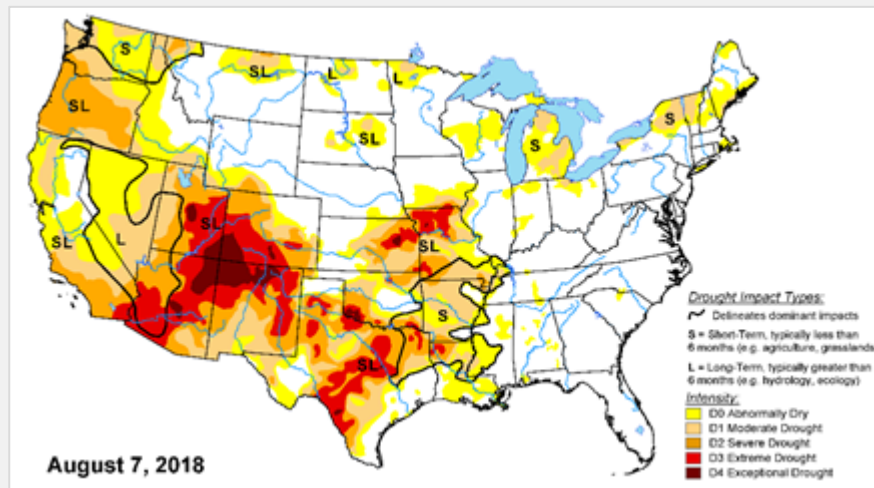 S
SL
L
L
SL
SL
S
S
SL
SL
L
SL
S
SL
SL
Drought Impact Types:
Delineates dominant impacts
S = Short-Term, typically less than
6 months (e.g. agriculture, grasslands
L = Long-Term, typically greater than
6 months (e.g. hydrology, ecology)
Intensity:
D0 Abnormally Dry
D1 Moderate Drought
D2 Severe Drought
D3 Extreme Drought
D4 Exceptional Drought
August 7, 2018